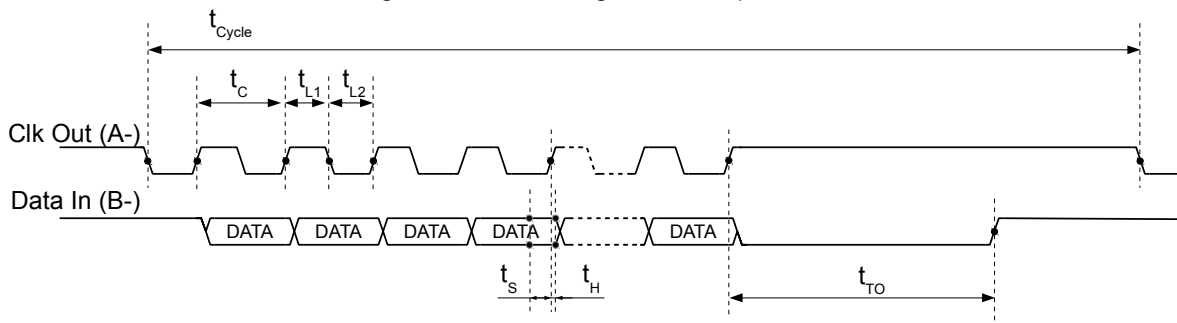 t_Cycle
t_C t_L1 t_L2
Clk Out (A-)
Data In (B-)
DATA DATA DATA DATA DATA
t_S t_H t_TO